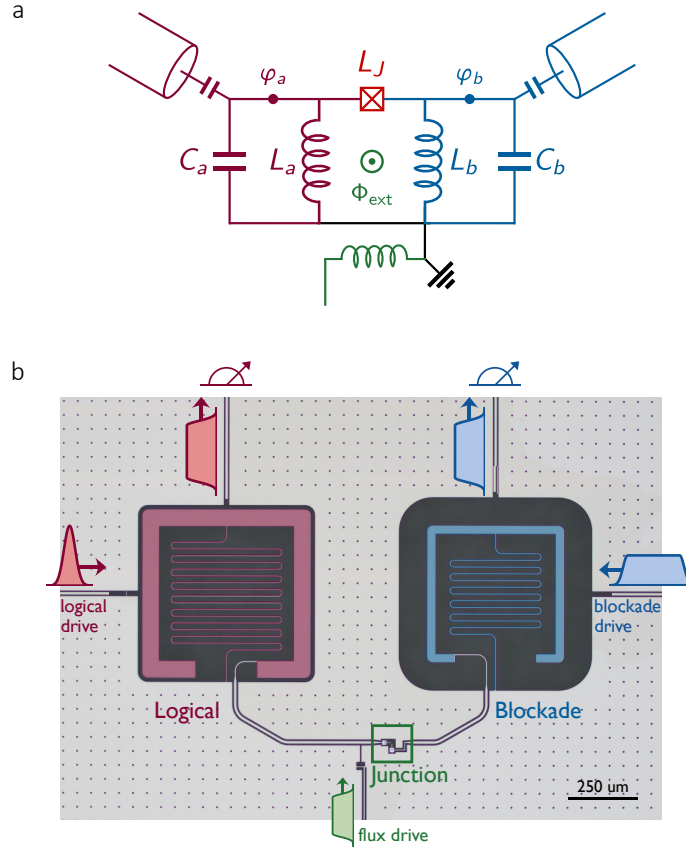 a
φa
LJ
φb
Ca
La
Φext
Lb
Cb
b
logical
drive
blockade
drive
Logical
Blockade
Junction
250 um
flux drive